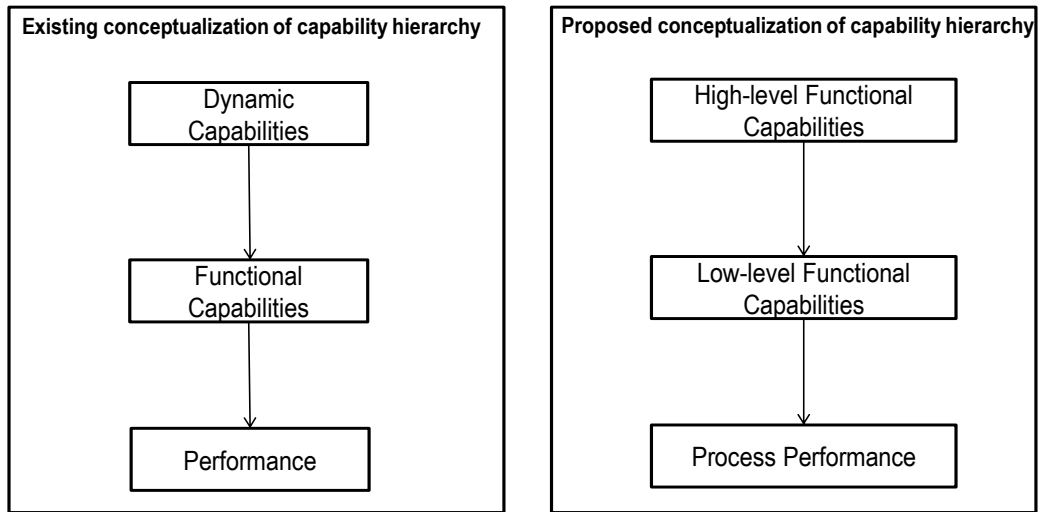 Existing conceptualization of capability hierarchy
Dynamic
Capabilities
Functional
Capabilities
Performance
Proposed conceptualization of capability hierarchy
High-level Functional
Capabilities
Low-level Functional
Capabilities
Process Performance